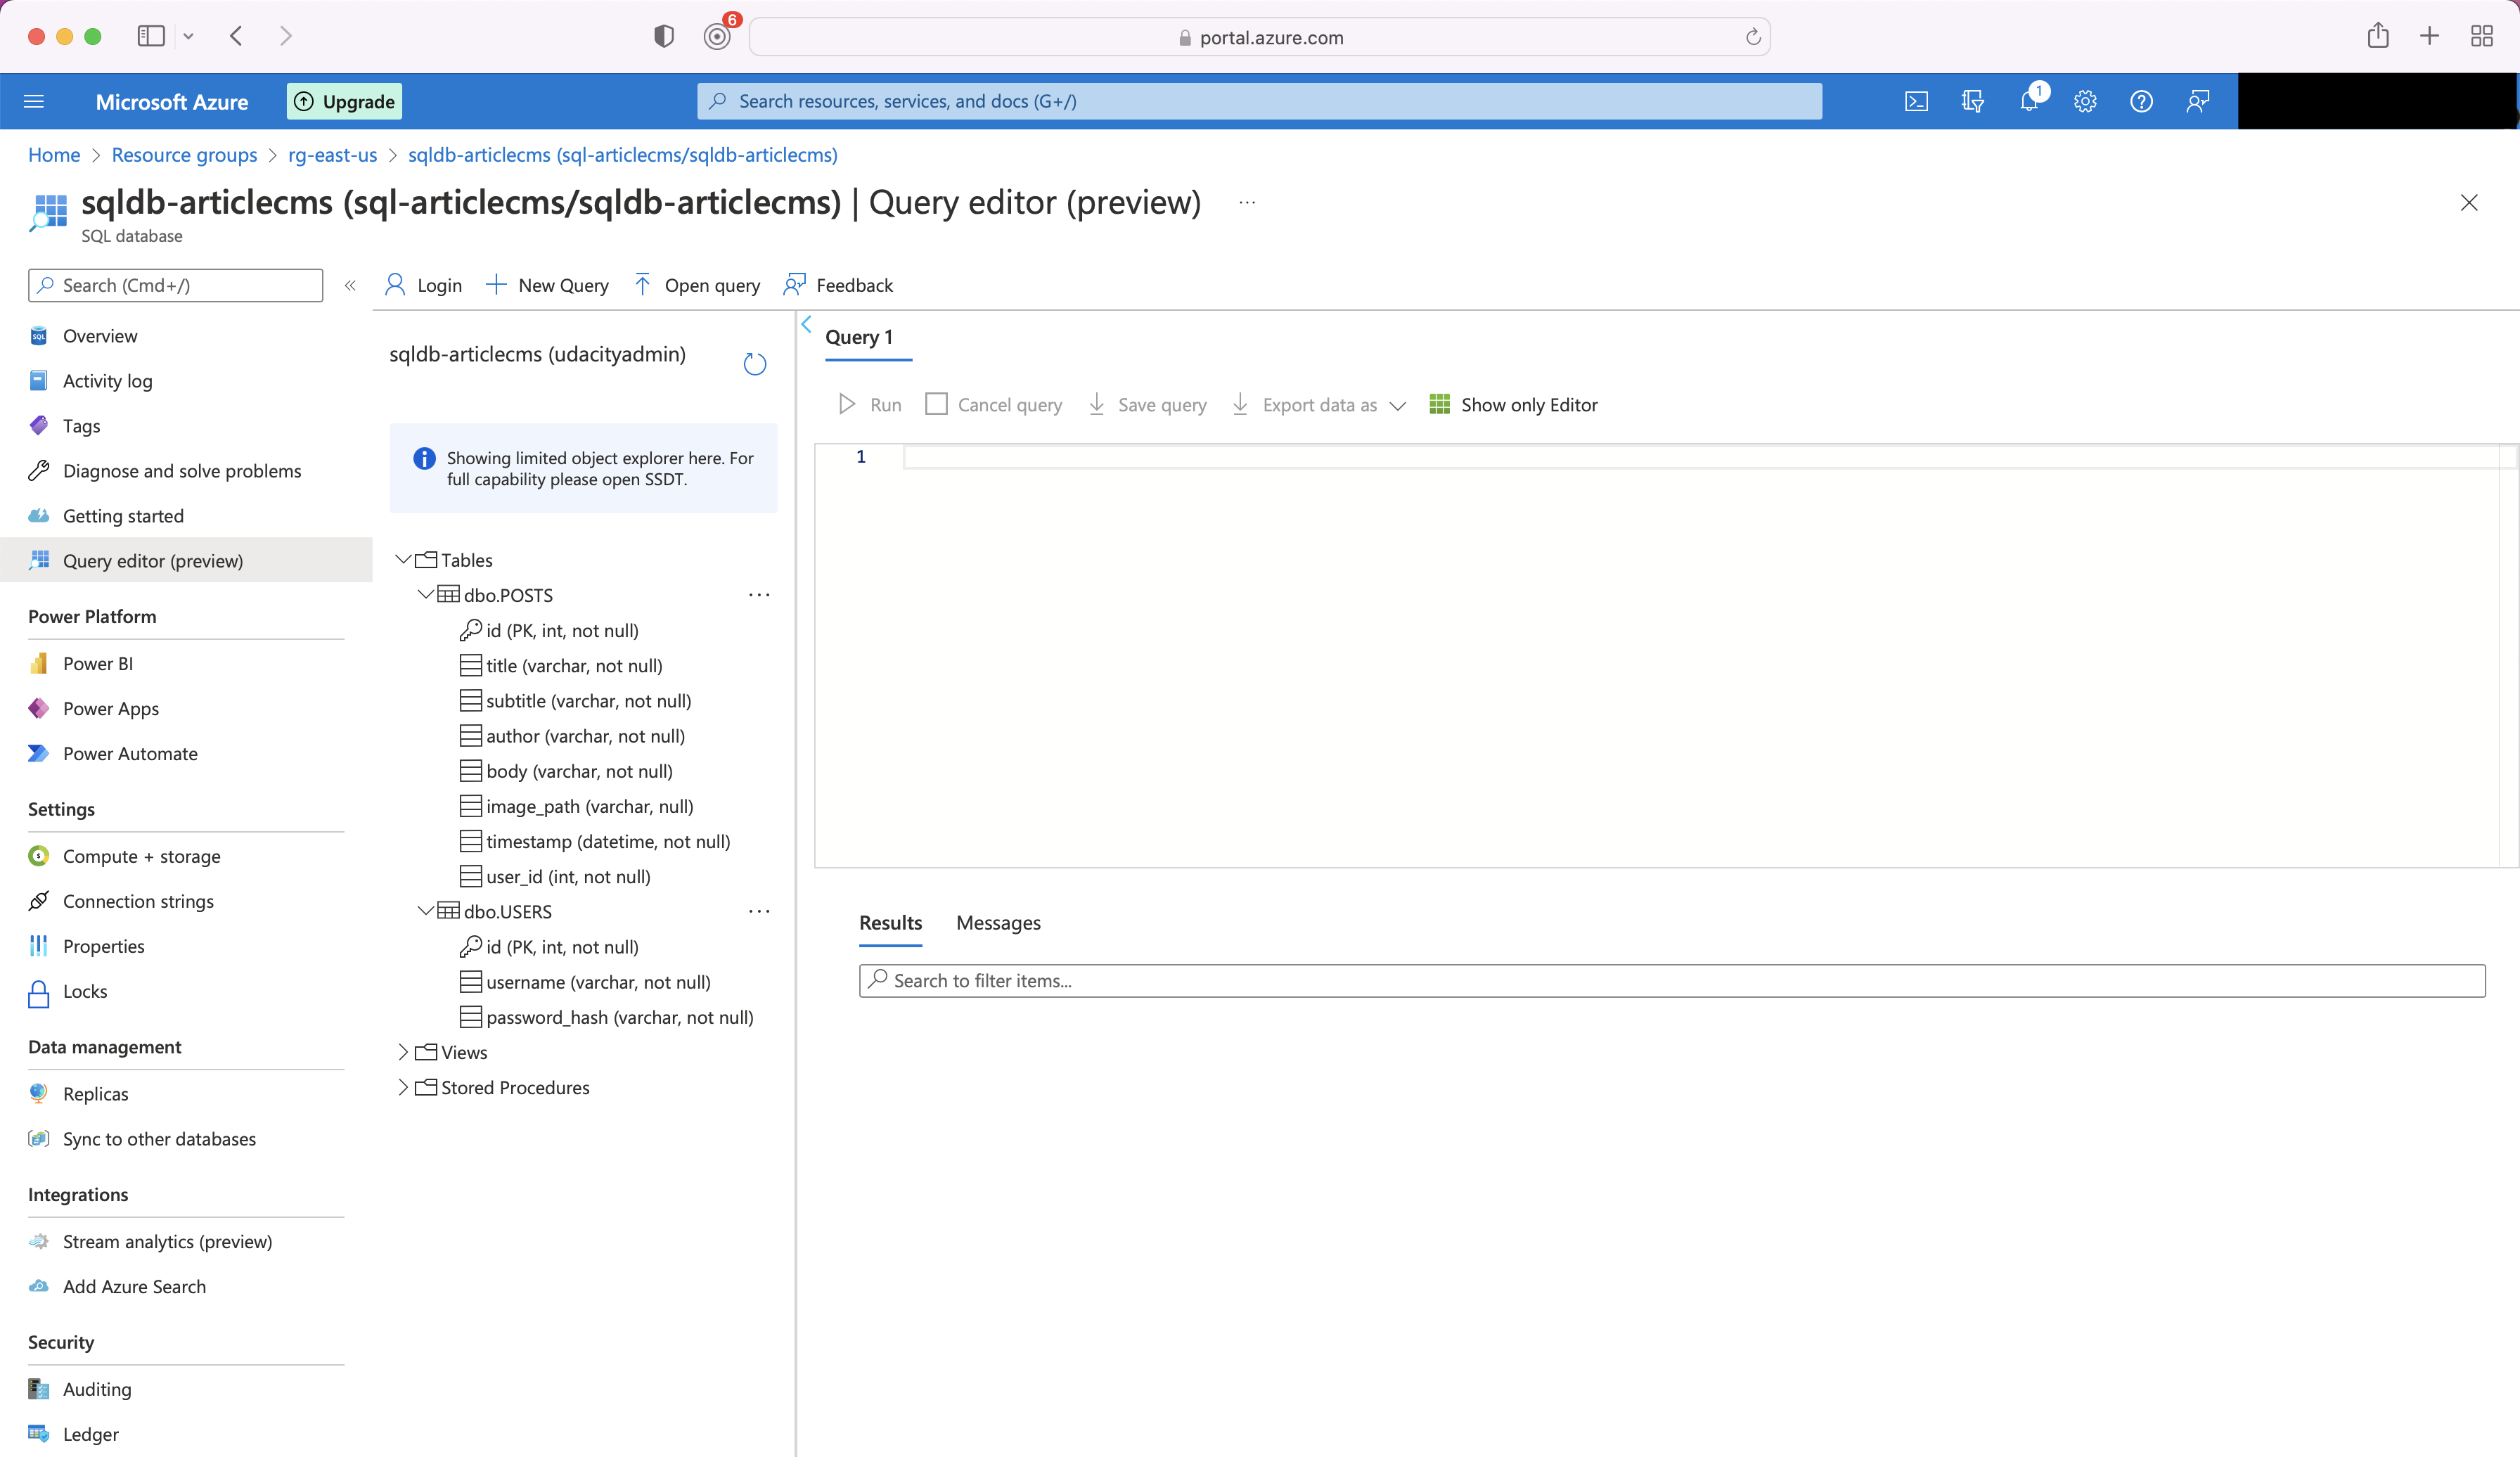 6
portal.azure.com
Microsoft Azure
Upgrade
Search resources, services, and docs (G+/)
1
Home > Resource groups > rg-east-us > sqldb-articlecms (sql-articlecms/sqldb-articlecms)
sqldb-articlecms (sql-articlecms/sqldb-articlecms) | Query editor (preview) ...
SQL database
Search (Cmd+/)
«
Login
New Query
Open query
Feedback
SQL Overview
Activity log
Tags
Diagnose and solve problems
Getting started
Query editor (preview)
Power Platform
Power BI
Power Apps
Power Automate
Settings
Compute + storage
Connection strings
Properties
Locks
Data management
Replicas
Sync to other databases
Integrations
Stream analytics (preview)
Add Azure Search
Security
Auditing
Ledger
sqldb-articlecms (udacityadmin)
Showing limited object explorer here. For
full capability please open SSDT.
Tables
dbo.POSTS ...
id (PK, int, not null)
title (varchar, not null)
subtitle (varchar, not null)
author (varchar, not null)
body (varchar, not null)
image_path (varchar, null)
timestamp (datetime, not null)
user_id (int, not null)
dbo.USERS ...
id (PK, int, not null)
username (varchar, not null)
password_hash (varchar, not null)
Views
Stored Procedures
Query 1
Run
Cancel query
Save query
Export data as
Show only Editor
1
Results
Messages
Search to filter items...